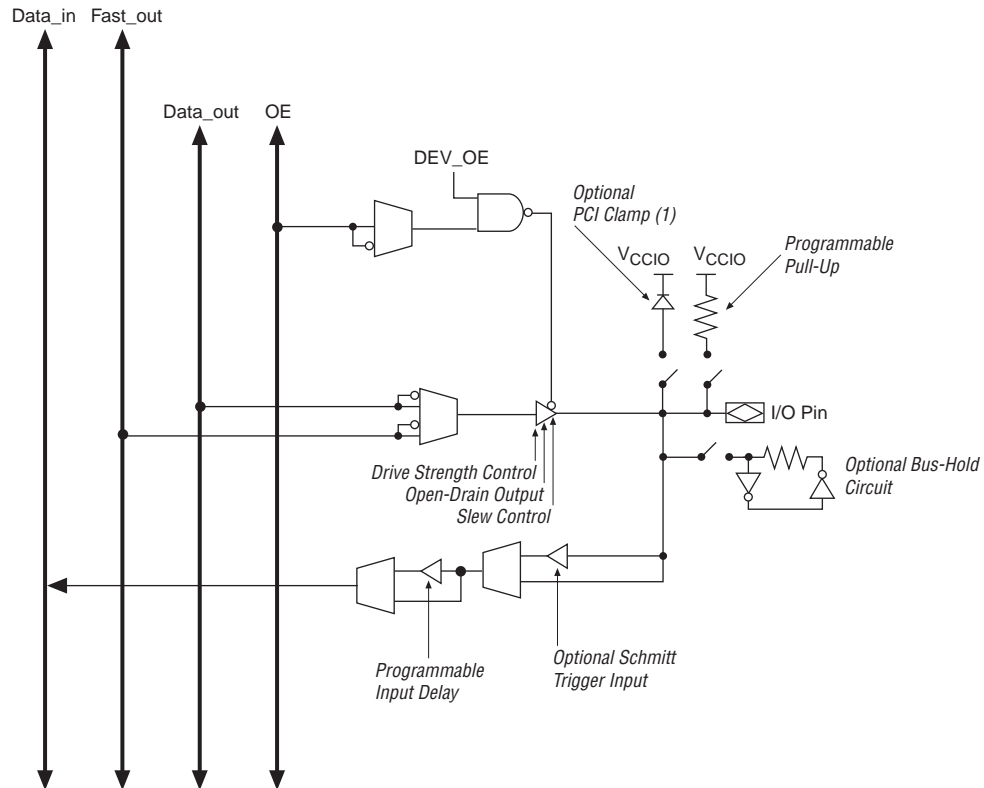 Data_in Fast_out
Data_out OE
DEV_OE
Optional
PCI Clamp (1)
VCCIO VCCIO
Programmable
Pull-Up
I/O Pin
Drive Strength Control
Open-Drain Output
Slew Control
Optional Bus-Hold
Circuit
Programmable
Input Delay
Optional Schmitt
Trigger Input